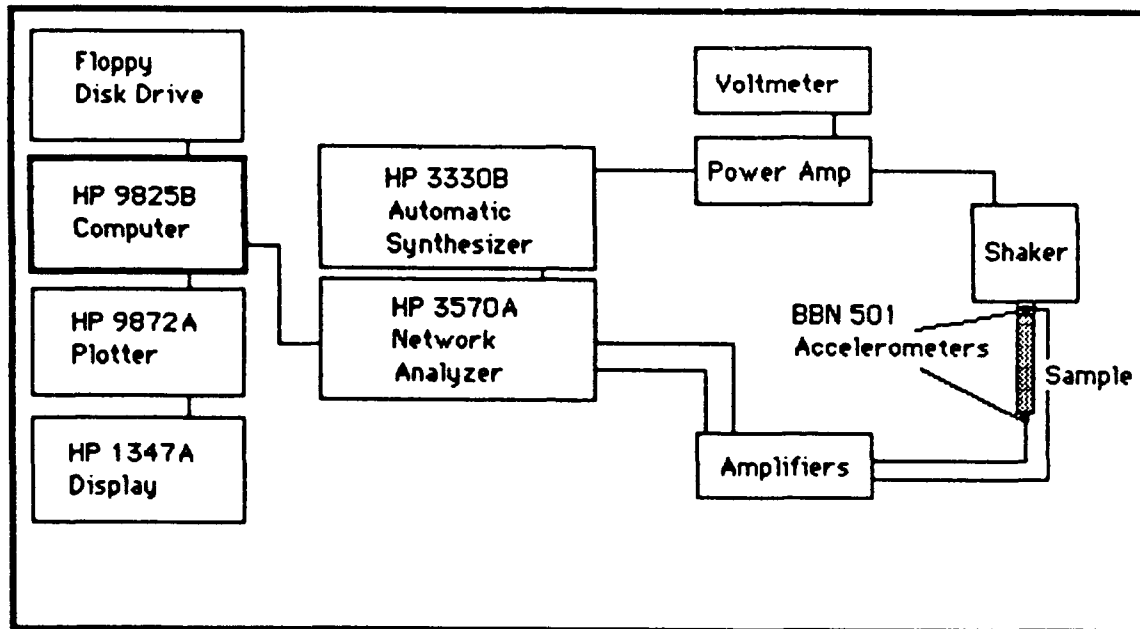 Floppy
Disk Drive
HP 9825B
Computer
HP 9872A
Plotter
HP 1347A
Display
HP 3330B
Automatic
Synthesizer
HP 3570A
Network
Analyzer
Voltmeter
Power Amp
Shaker
BBN 501
Accelerometers
Sample
Amplifiers